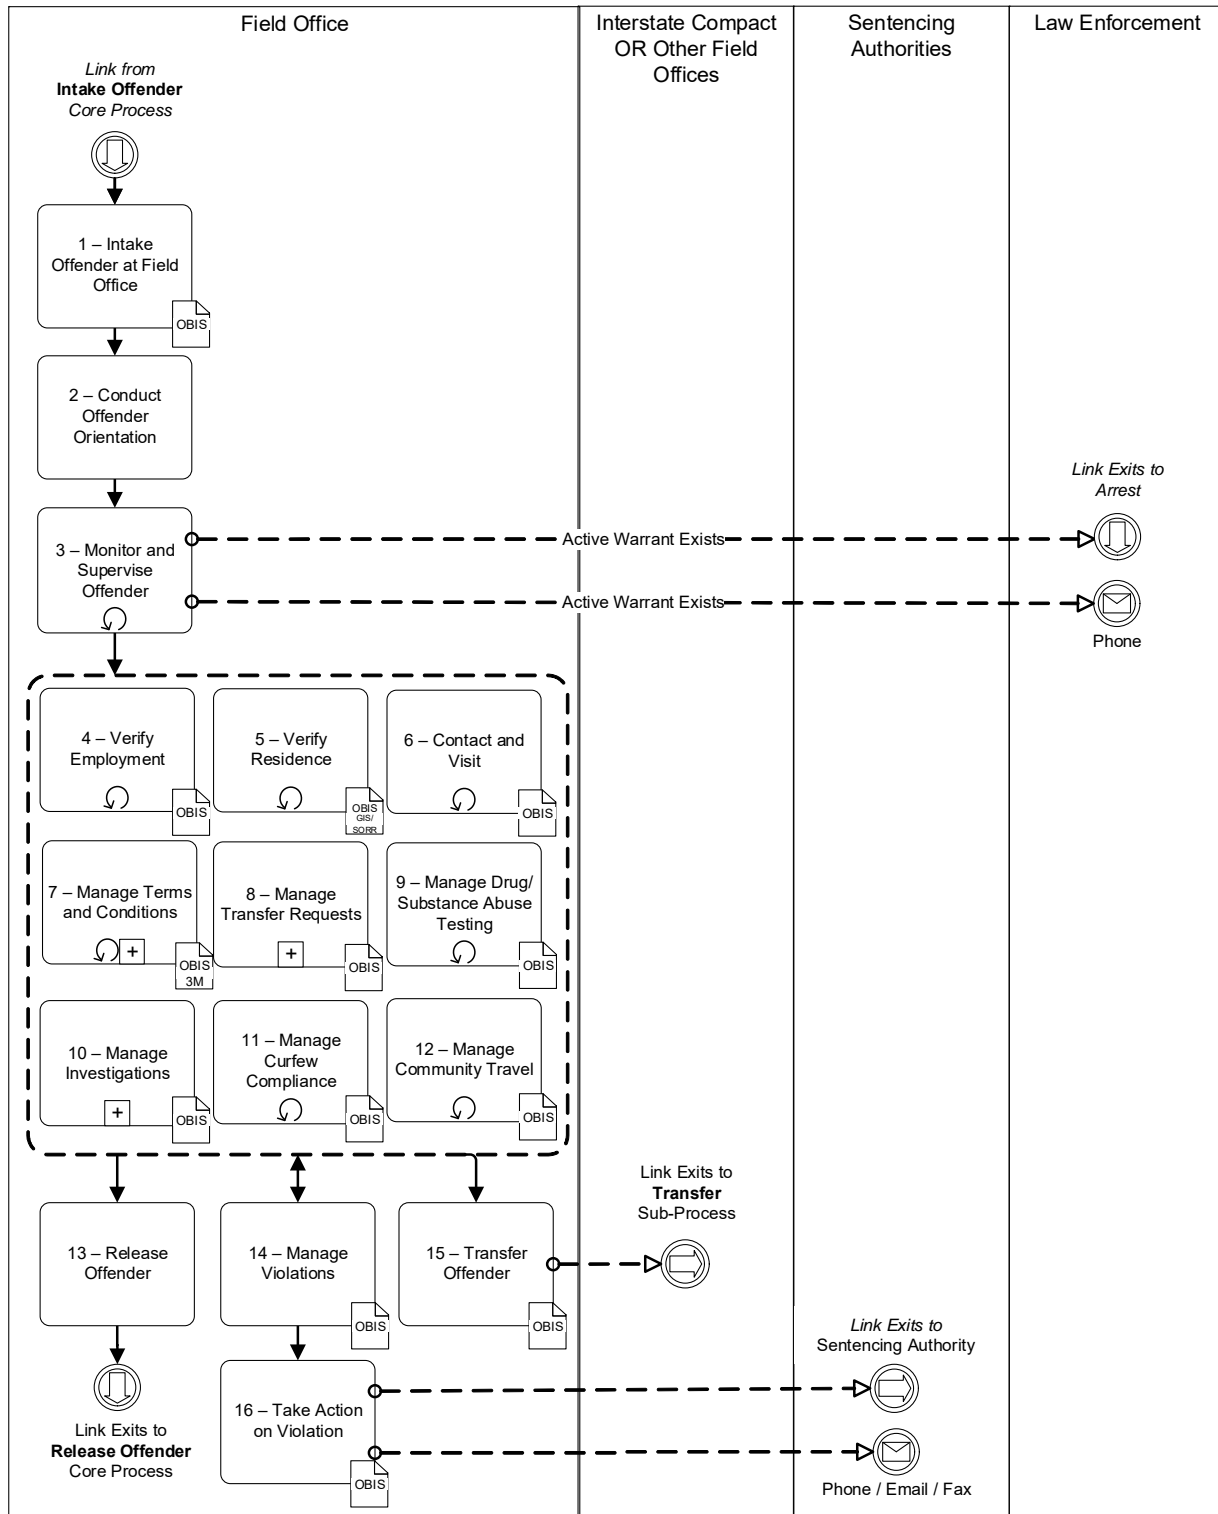 Field Office
Interstate Compact
OR Other Field
Offices
Sentencing
Authorities
Law Enforcement
Link from
Intake Offender
Core Process
1 – Intake
Offender at Field
Office
OBIS
2 – Conduct
Offender
Orientation
Link Exits to
Arrest
3 – Monitor and
Supervise
Offender
Active Warrant Exists
Active Warrant Exists
Phone
4 – Verify
Employment
OBIS
5 – Verify
Residence
OBIS
GIS/
SORR
6 – Contact and
Visit
OBIS
7 – Manage Terms
and Conditions
+
OBIS
3M
8 – Manage
Transfer Requests
+
OBIS
9 – Manage Drug/
Substance Abuse
Testing
OBIS
10 – Manage
Investigations
+
OBIS
11 – Manage
Curfew
Compliance
OBIS
12 – Manage
Community Travel
OBIS
13 – Release
Offender
14 – Manage
Violations
OBIS
15 – Transfer
Offender
OBIS
Link Exits to
Transfer
Sub-Process
Link Exits to
Release Offender
Core Process
16 – Take Action
on Violation
OBIS
Link Exits to
Sentencing Authority
Phone / Email / Fax